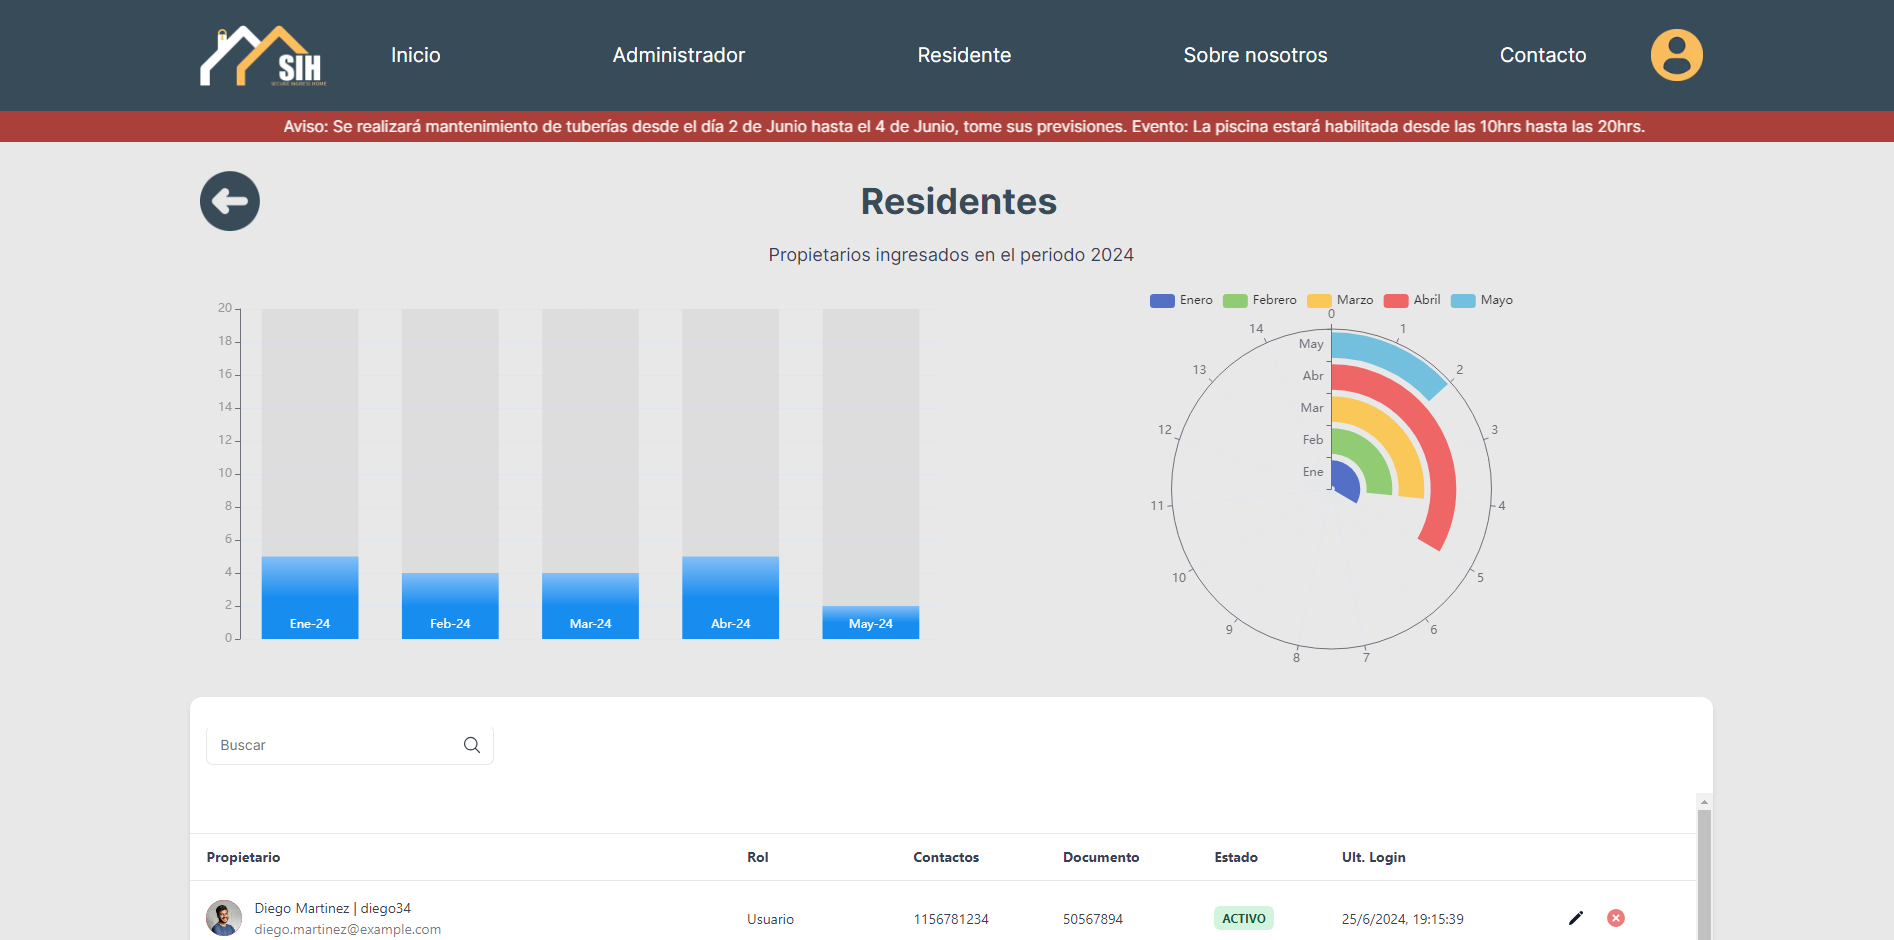 SIH
SECURE INGRESS HOME
Inicio
Administrador
Residente
Sobre nosotros
Contacto
Aviso: Se realizará mantenimiento de tuberías desde el día 2 de Junio hasta el 4 de Junio, tome sus previsiones. Evento: La piscina estará habilitada desde las 10hrs hasta las 20hrs.
Residentes
Propietarios ingresados en el periodo 2024
20
18
16
14
12
10
8
6
4
2
0
Ene-24
Feb-24
Mar-24
Abr-24
May-24
Enero
Febrero
Marzo
Abril
Mayo
0
1
2
3
4
5
6
7
8
9
10
11
12
13
14
May
Abr
Mar
Feb
Ene
Buscar
Propietario
Rol
Contactos
Documento
Estado
Ult. Login
Diego Martinez | diego34
diego.martinez@example.com
Usuario
1156781234
50567894
ACTIVO
25/6/2024, 19:15:39